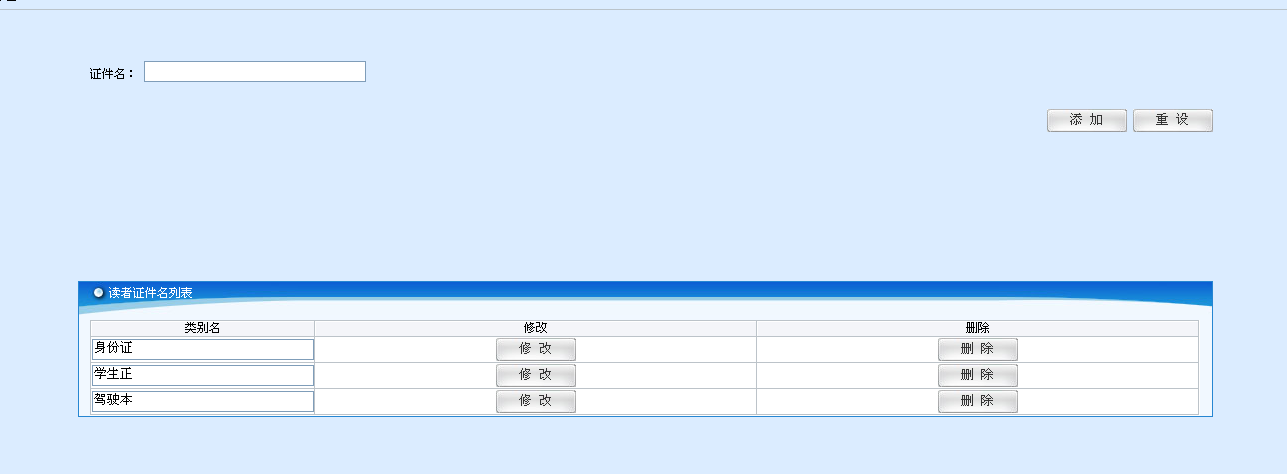 证件名：
添 加 重 设
读者证件名列表
类别名 修改 删除
身份证 修 改 删 除
学生正 修 改 删 除
驾驶本 修 改 删 除